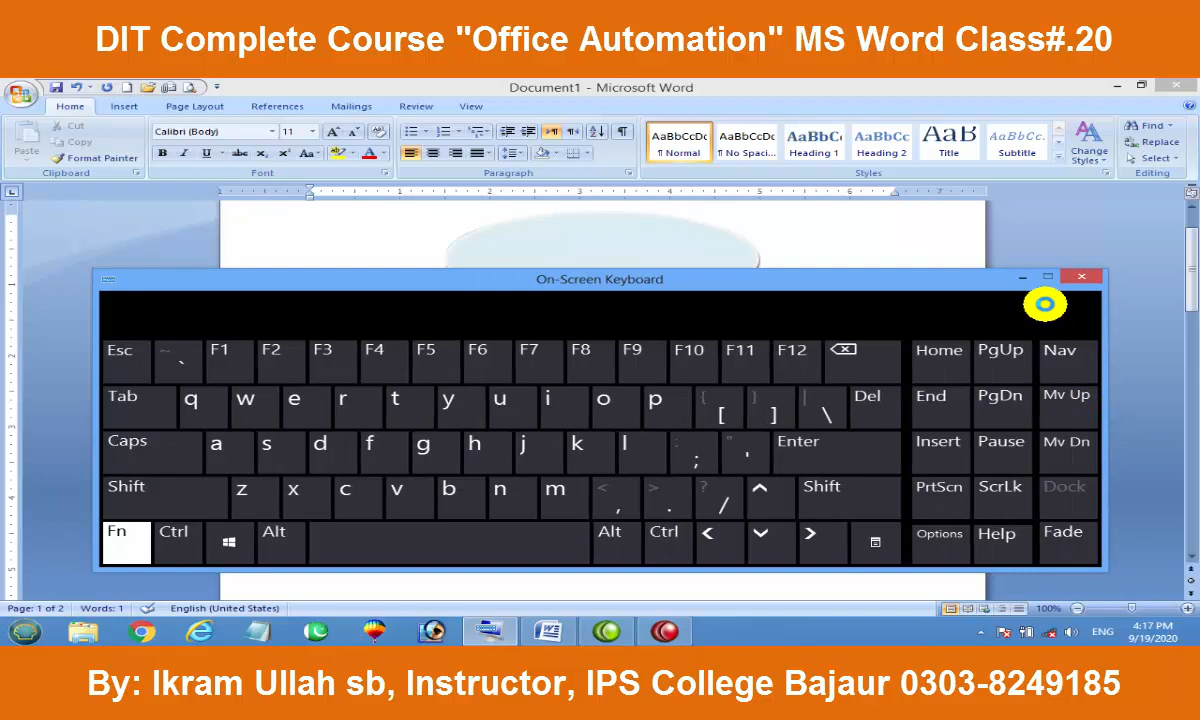 DIT Complete Course "Office Automation" MS Word Class#.20
Document1 - Microsoft Word
Home Insert Page Layout References Mailings Review View
Paste
Cut
Copy
Format Painter
Clipboard
Calibri (Body) 11
Font
Paragraph
AaBbCcDc AaBbCcDc AaBbC( AaBbCc AaB AaBbCc.
¶ Normal ¶ No Spaci... Heading 1 Heading 2 Title Subtitle
Change Styles
Styles
Find
Replace
Select
Editing
On-Screen Keyboard
Esc ~ ` F1 F2 F3 F4 F5 F6 F7 F8 F9 F10 F11 F12 Home PgUp Nav
Tab q w e r t y u i o p { [ } ] | \ Del End PgDn Mv Up
Caps a s d f g h j k l : ; " ' Enter Insert Pause Mv Dn
Shift z x c v b n m < , > . ? / Shift PrtScn ScrLk Dock
Fn Ctrl Alt Alt Ctrl Options Help Fade
Page: 1 of 2 Words: 1 English (United States) 100%
ENG 4:17 PM
9/19/2020
By: Ikram Ullah sb, Instructor, IPS College Bajaur 0303-8249185